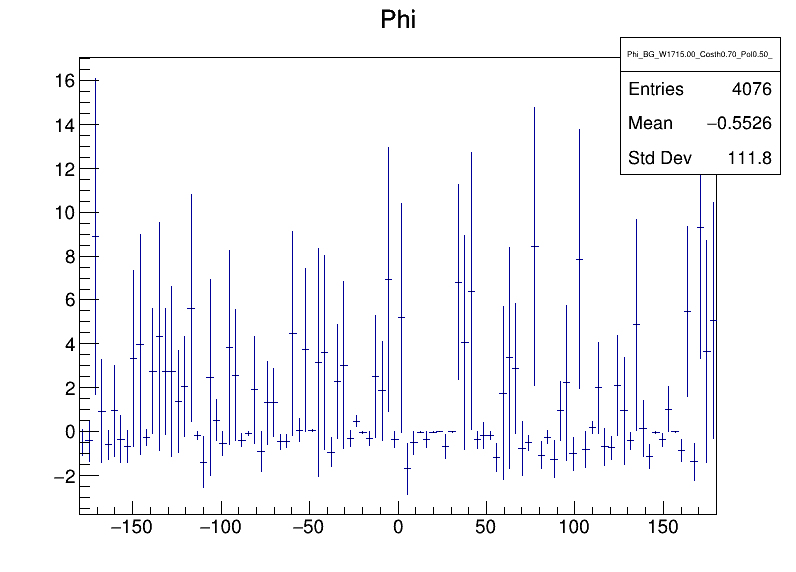 Phi
Phi_BG_W1715.00_Costh0.70_Pol0.50_
Entries 4076
Mean −0.5526
Std Dev 111.8
16
14
12
10
8
6
4
2
0
−2
−150 −100 −50 0 50 100 150